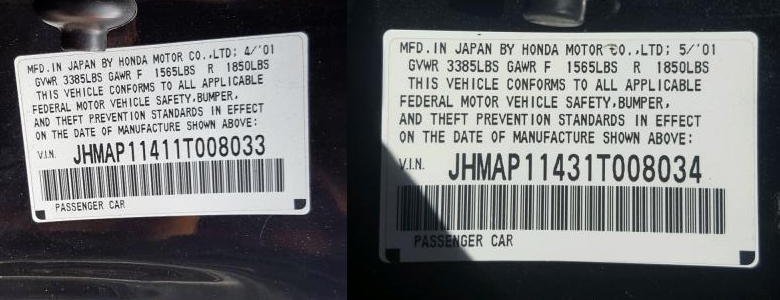 MFD.IN JAPAN BY HONDA MOTOR CO.,LTD; 4/'01
GVWR 3385LBS GAWR F 1565LBS R 1850LBS
THIS VEHICLE CONFORMS TO ALL APPLICABLE
FEDERAL MOTOR VEHICLE SAFETY,BUMPER,
AND THEFT PREVENTION STANDARDS IN EFFECT
ON THE DATE OF MANUFACTURE SHOWN ABOVE:
V.I.N. JHMAP11411T008033
PASSENGER CAR
MFD.IN JAPAN BY HONDA MOTOR CO.,LTD; 5/'01
GVWR 3385LBS GAWR F 1565LBS R 1850LBS
THIS VEHICLE CONFORMS TO ALL APPLICABLE
FEDERAL MOTOR VEHICLE SAFETY,BUMPER,
AND THEFT PREVENTION STANDARDS IN EFFECT
ON THE DATE OF MANUFACTURE SHOWN ABOVE:
V.I.N. JHMAP11431T008034
PASSENGER CAR